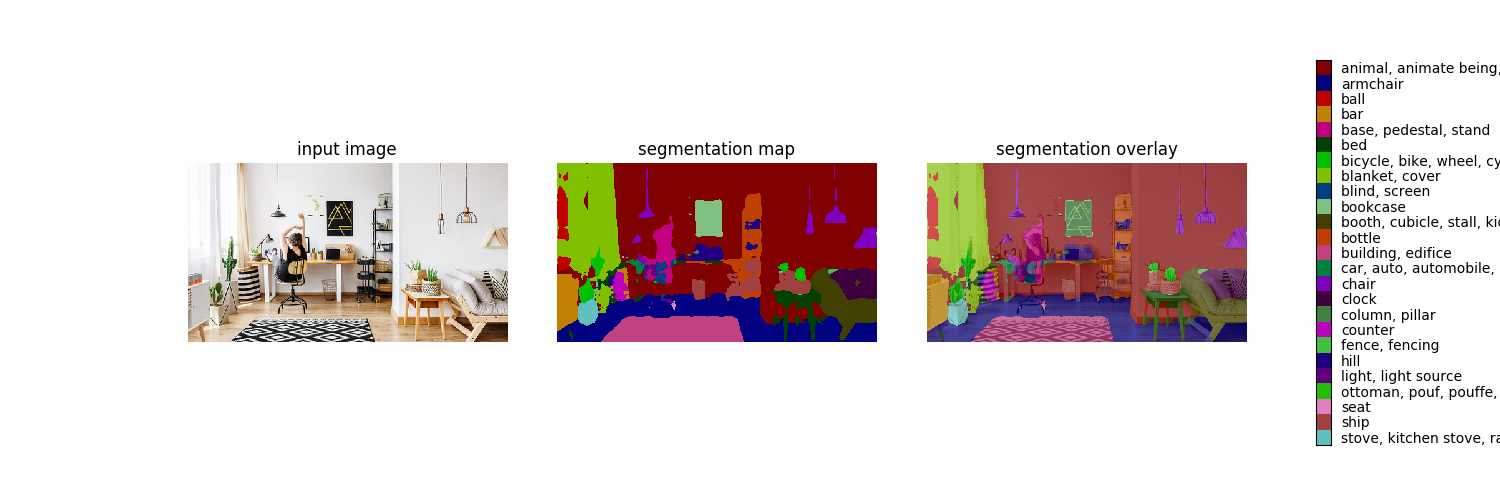 input image
segmentation map
segmentation overlay
animal, animate being,
armchair
ball
bar
base, pedestal, stand
bed
bicycle, bike, wheel, cy
blanket, cover
blind, screen
bookcase
booth, cubicle, stall, kio
bottle
building, edifice
car, auto, automobile,
chair
clock
column, pillar
counter
fence, fencing
hill
light, light source
ottoman, pouf, pouffe,
seat
ship
stove, kitchen stove, ra